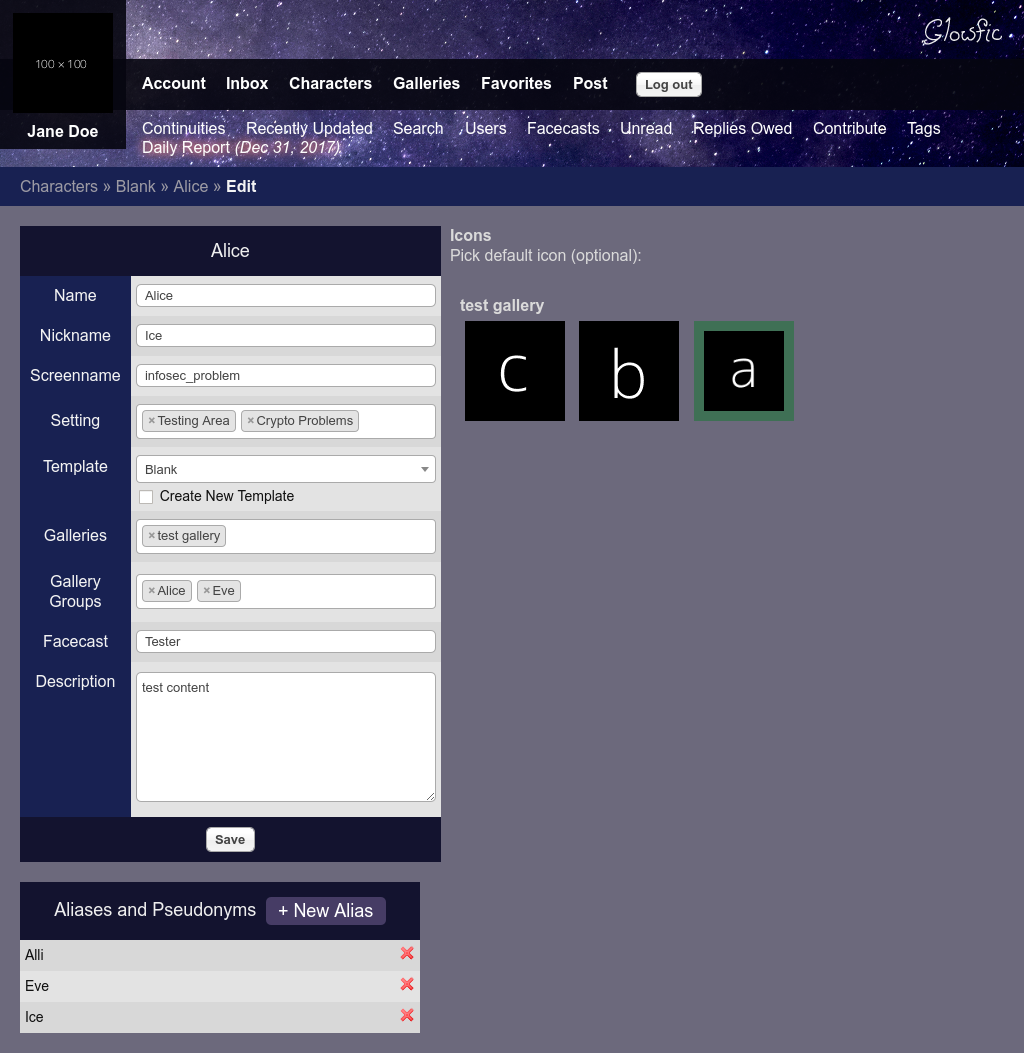 Glowfic
100 × 100
Account Inbox Characters Galleries Favorites Post Log out
Jane Doe
Continuities Recently Updated Search Users Facecasts Unread Replies Owed Contribute Tags
Daily Report (Dec 31, 2017)
Characters » Blank » Alice » Edit
Alice
Name Alice
Nickname Ice
Screenname infosec_problem
Setting ×Testing Area ×Crypto Problems
Template Blank
Create New Template
Galleries ×test gallery
Gallery
Groups
×Alice ×Eve
Facecast Tester
Description test content
Save
Icons
Pick default icon (optional):
test gallery
c b a
Aliases and Pseudonyms + New Alias
Alli
Eve
Ice